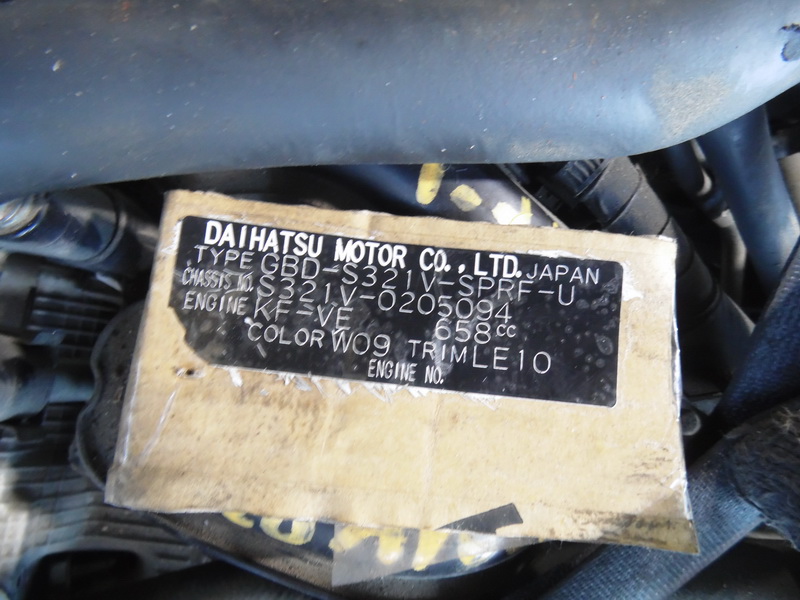 DAIHATSU MOTOR CO., LTD. JAPAN
TYPE GBD-S321V-SPRF-U
CHASSIS NO. S321V-0205094
ENGINE KF-VE 658cc
COLOR W09 TRIM LE10
ENGINE NO.